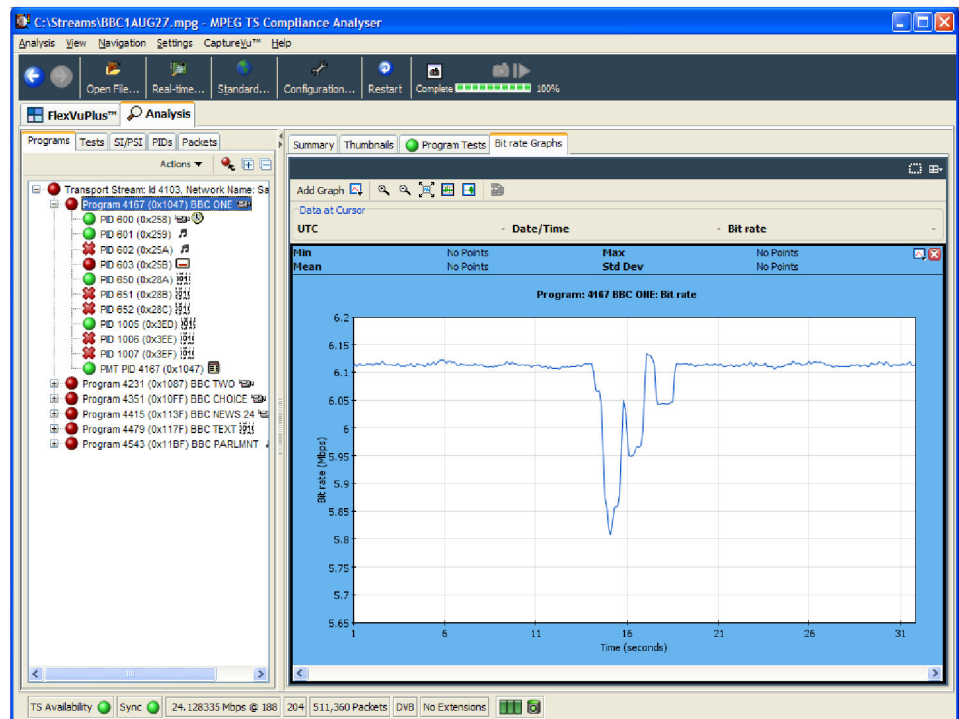 C:\Streams\BBC1AUG27.mpg - MPEG TS Compliance Analyser
Analysis View Navigation Settings CaptureVu™ Help
Open File... Real-time... Standard... Configuration... Restart Complete 100%
FlexVuPlus™ Analysis
Programs Tests SI/PSI PIDs Packets
Actions
Transport Stream: Id 4103, Network Name: Sa
Program 4167 (0x1047) BBC ONE
PID 600 (0x258)
PID 601 (0x259)
PID 602 (0x25A)
PID 603 (0x25B)
PID 650 (0x28A)
PID 651 (0x28B)
PID 652 (0x28C)
PID 1005 (0x3ED)
PID 1006 (0x3EE)
PID 1007 (0x3EF)
PMT PID 4167 (0x1047)
Program 4231 (0x1087) BBC TWO
Program 4351 (0x10FF) BBC CHOICE
Program 4415 (0x113F) BBC NEWS 24
Program 4479 (0x117F) BBC TEXT
Program 4543 (0x11BF) BBC PARLMNT
Summary Thumbnails Program Tests Bit rate Graphs
Add Graph
Data at Cursor
UTC - Date/Time - Bit rate -
Min No Points Max No Points
Mean No Points Std Dev No Points
Program: 4167 BBC ONE: Bit rate
Bit rate (Mbps)
6.2
6.15
6.1
6.05
6
5.95
5.9
5.85
5.8
5.75
5.7
5.65
1 6 11 16 21 26 31
Time (seconds)
TS Availability Sync 24.128335 Mbps @ 188 204 511,360 Packets DVB No Extensions